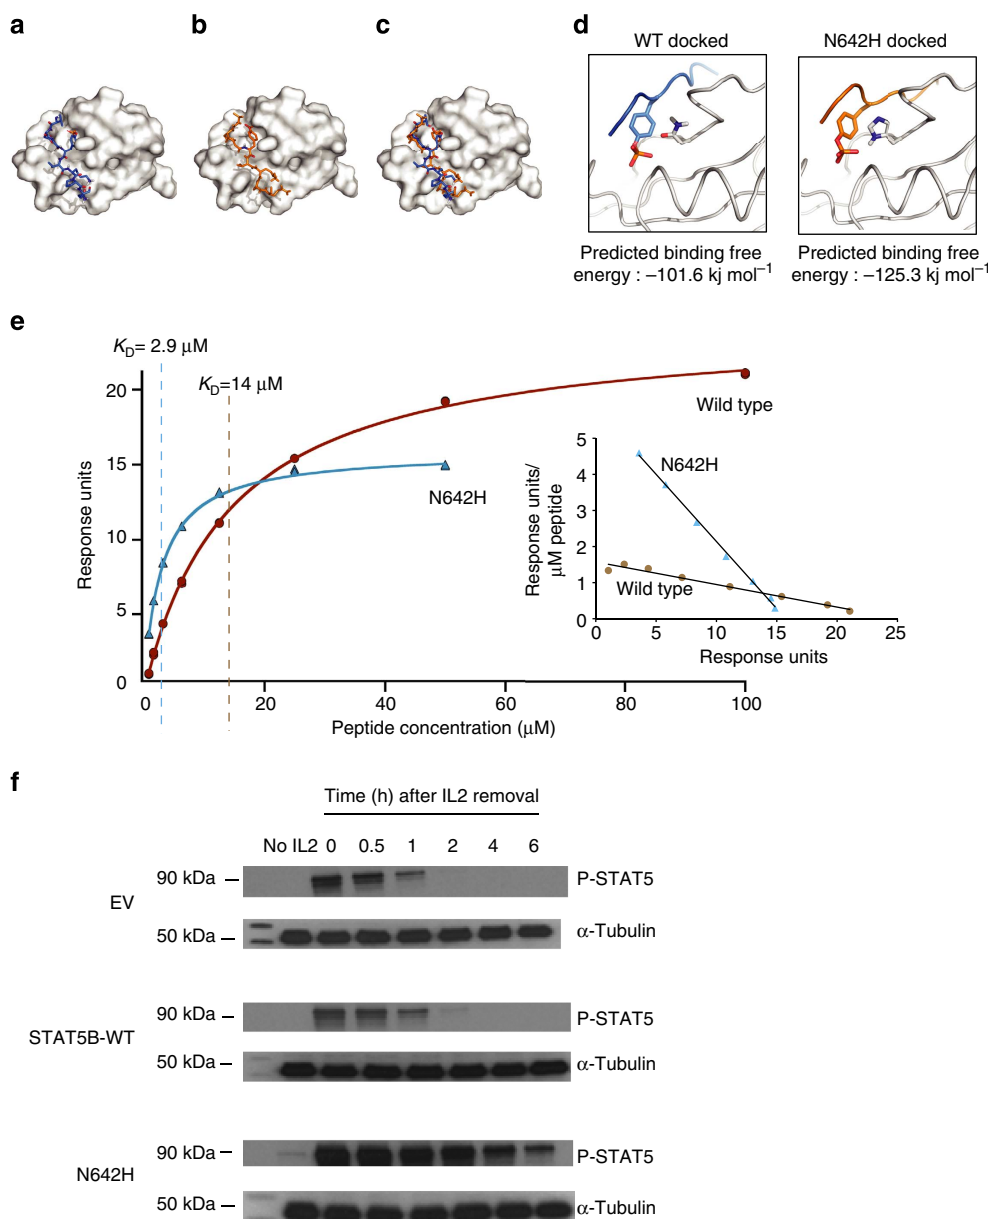 a
b
c
d
WT docked
N642H docked
Predicted binding free
energy : –101.6 kj mol⁻¹
Predicted binding free
energy : –125.3 kj mol⁻¹
e
K_D= 2.9 μM
K_D=14 μM
20
15
10
5
0
Response units
0
20
40
60
80
100
Peptide concentration (μM)
Wild type
N642H
5
4
3
2
1
0
Response units/
μM peptide
N642H
Wild type
0
5
10
15
20
25
Response units
f
Time (h) after IL2 removal
No IL2 0 0.5 1 2 4 6
EV
90 kDa
P-STAT5
50 kDa
α-Tubulin
STAT5B-WT
90 kDa
P-STAT5
50 kDa
α-Tubulin
N642H
90 kDa
P-STAT5
50 kDa
α-Tubulin